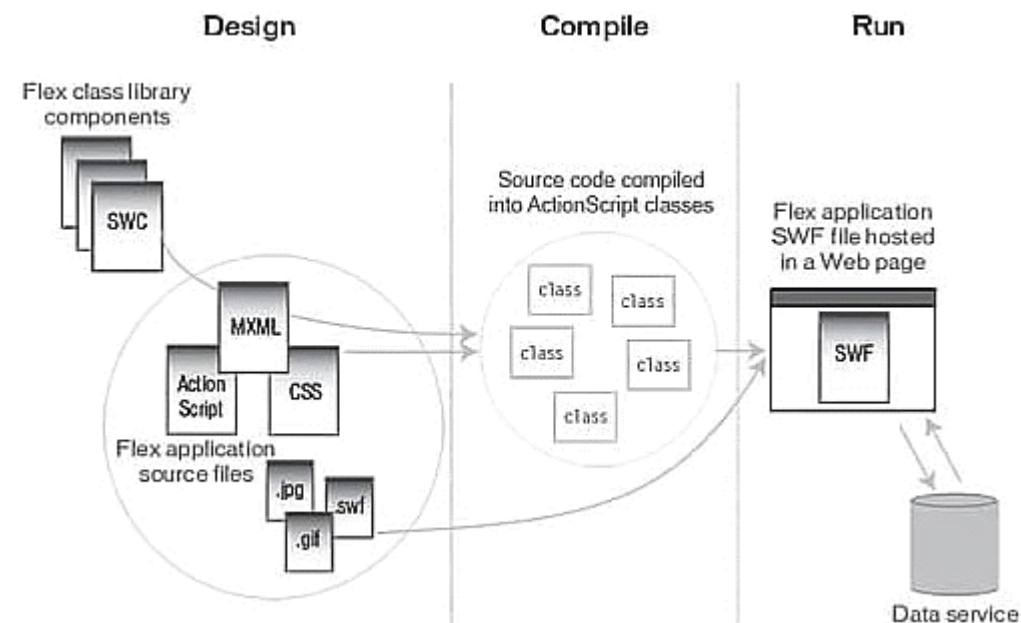 Design
Compile
Run
Flex class library
components
SWC
MXML
Action
Script
CSS
Flex application
source files
.jpg
.swf
.gif
Source code compiled
into ActionScript classes
class
class
class
class
class
Flex application
SWF file hosted
in a Web page
SWF
Data service